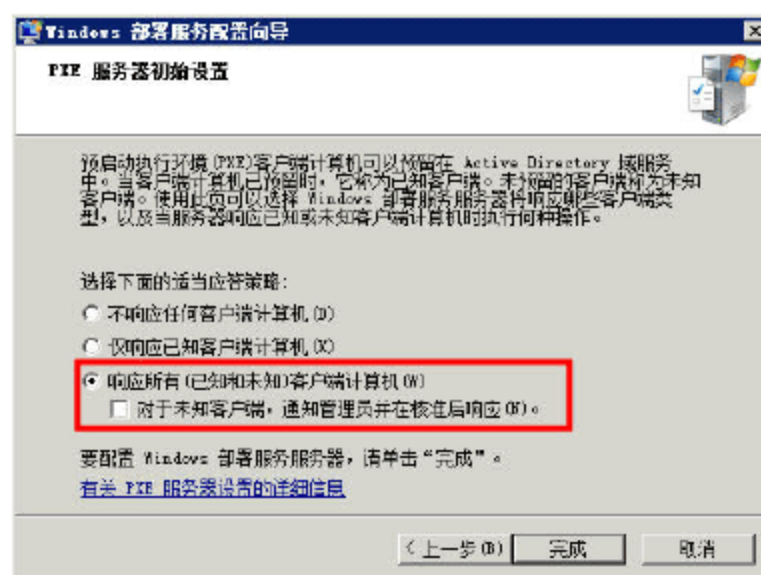 Windows 部署服务配置向导
PXE 服务器初始设置
预启动执行环境(PXE)客户端计算机可以预留在 Active Directory 域服务
中。当客户端计算机已预留时，它称为已知客户端。未预留的客户端称为未知
客户端。使用此页可以选择 Windows 部署服务服务器将响应哪些客户端类
型，以及当服务器响应已知或未知客户端计算机时执行何种操作。
选择下面的适当应答策略:
不响应任何客户端计算机(D)
仅响应已知客户端计算机(K)
响应所有(已知和未知)客户端计算机(W)
对于未知客户端，通知管理员并在核准后响应(N)。
要配置 Windows 部署服务服务器，请单击“完成”。
有关 PXE 服务器设置的详细信息
<上一步(B) 完成 取消